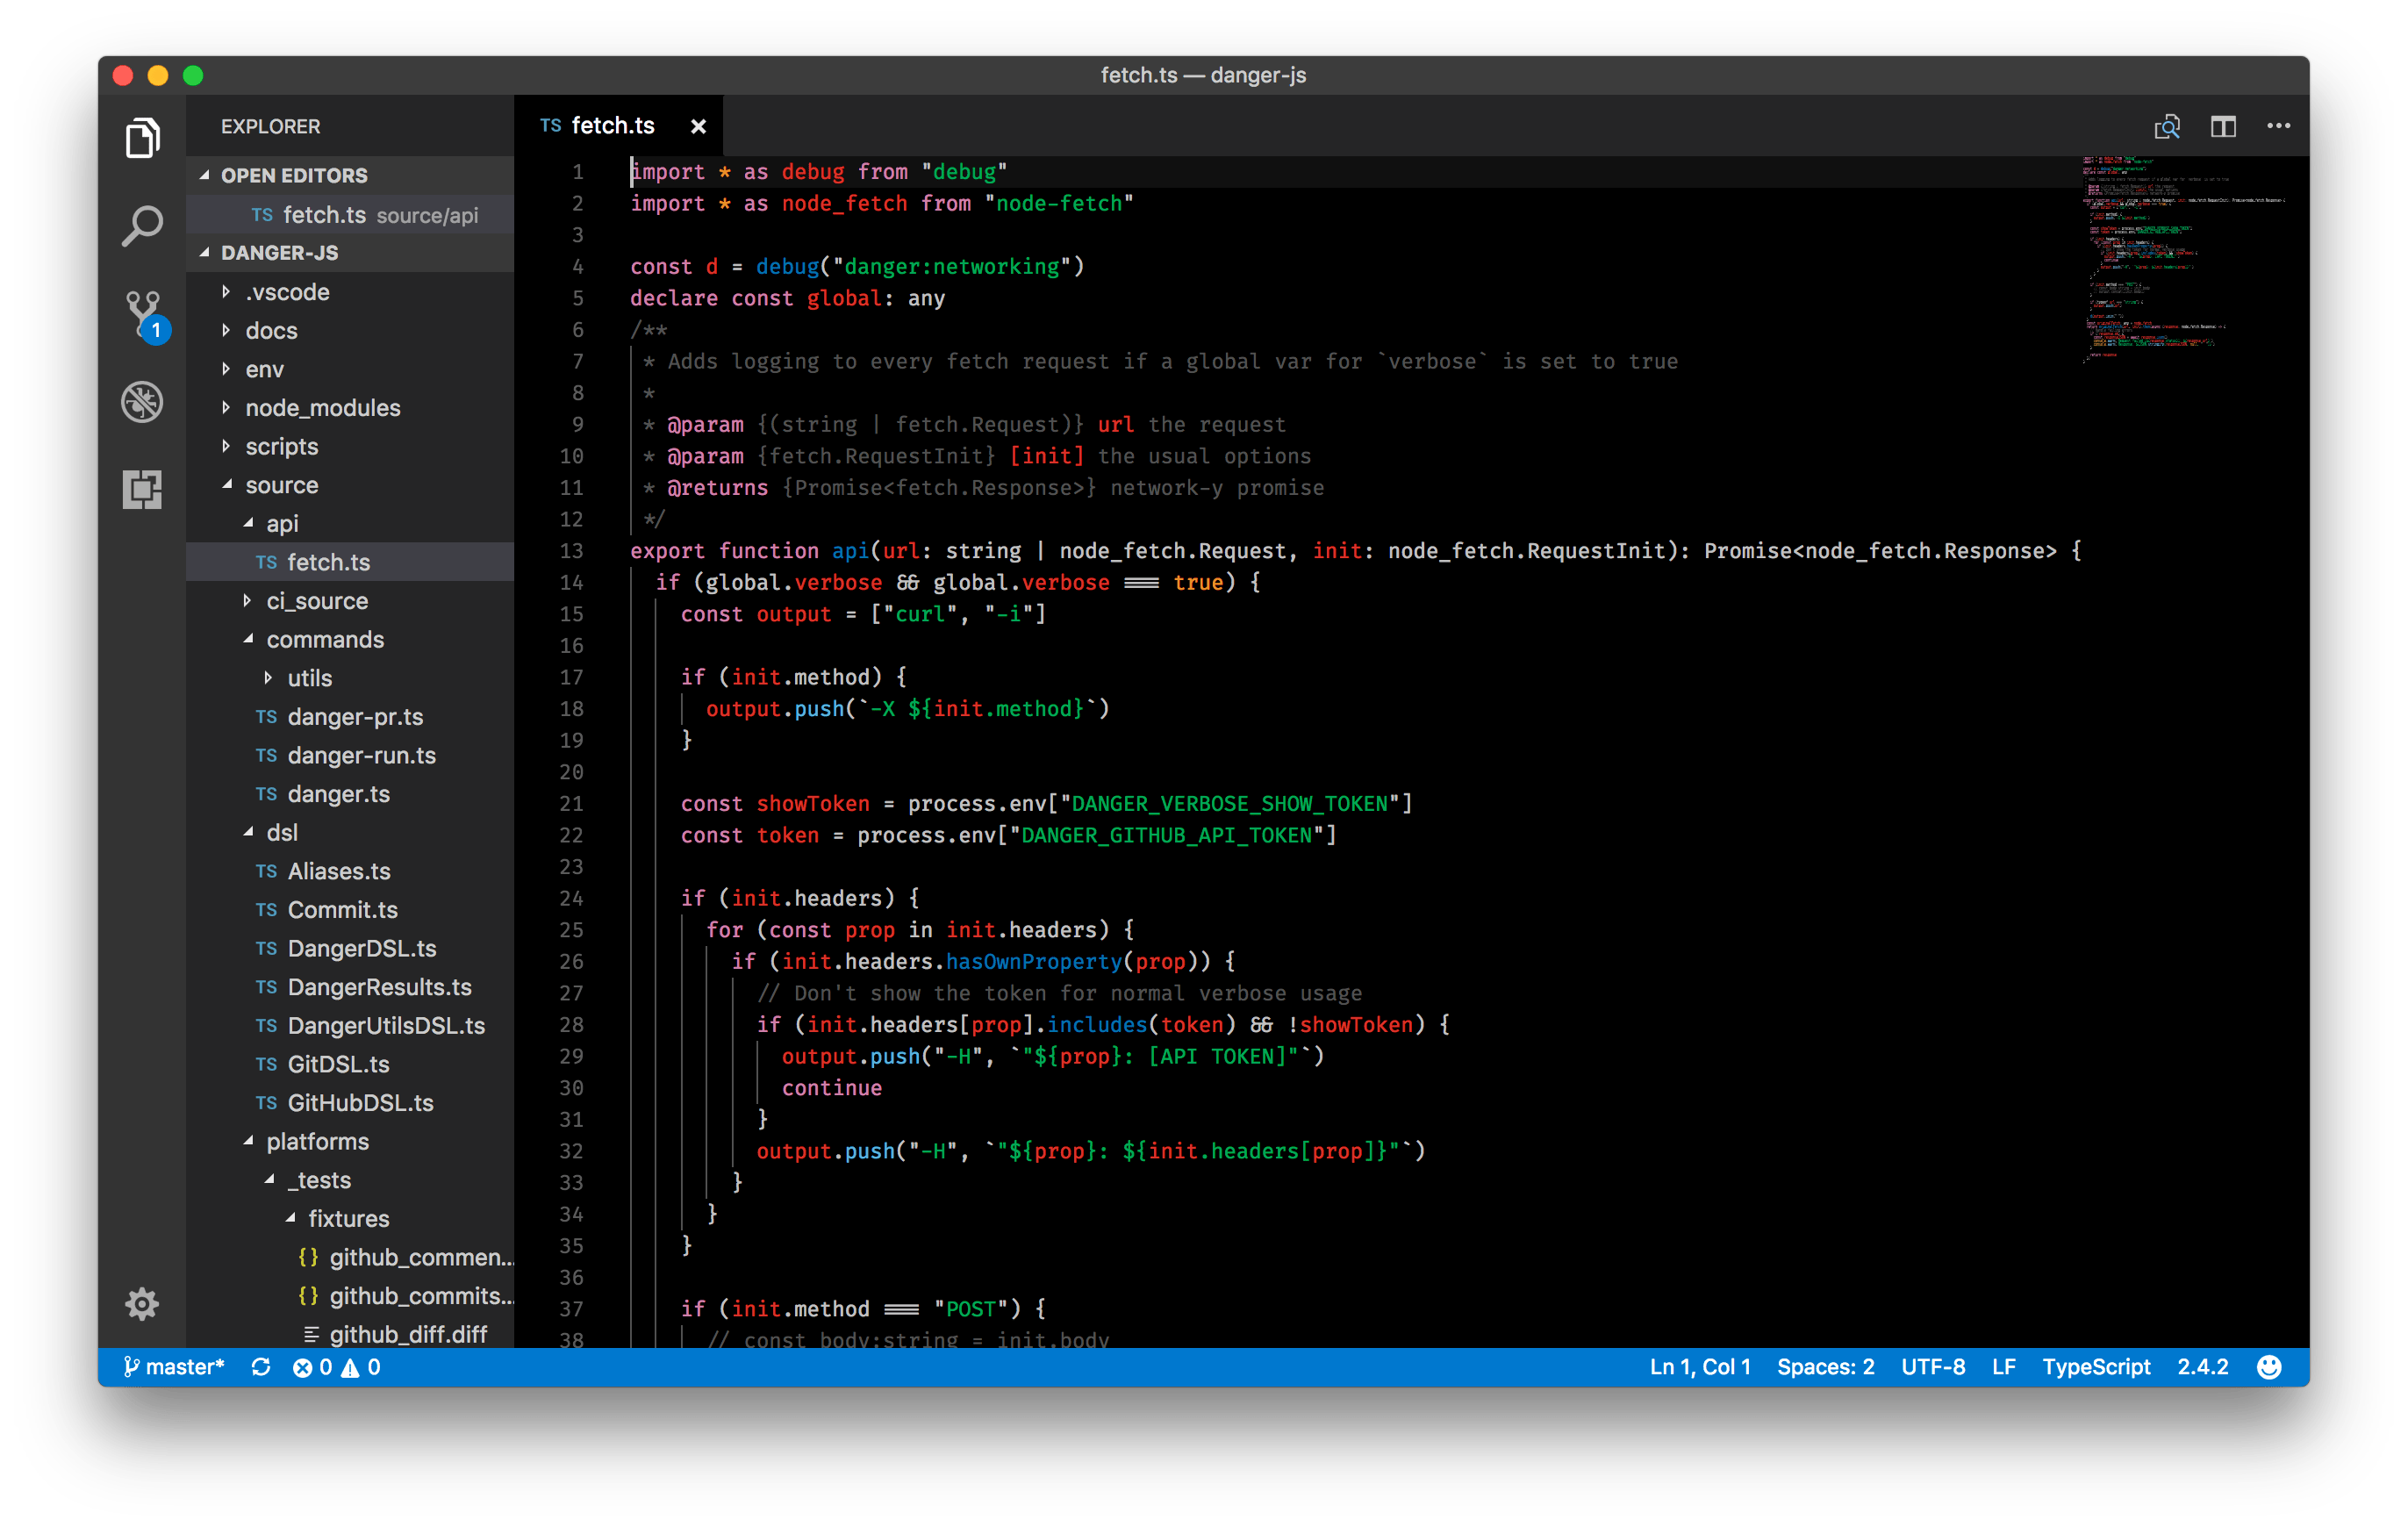 fetch.ts — danger-js
EXPLORER
OPEN EDITORS
TS fetch.ts source/api
DANGER-JS
.vscode
docs
env
node_modules
scripts
source
api
TS fetch.ts
ci_source
commands
utils
TS danger-pr.ts
TS danger-run.ts
TS danger.ts
dsl
TS Aliases.ts
TS Commit.ts
TS DangerDSL.ts
TS DangerResults.ts
TS DangerUtilsDSL.ts
TS GitDSL.ts
TS GitHubDSL.ts
platforms
_tests
fixtures
{} github_commen...
{} github_commits...
github_diff.diff
1
TS fetch.ts ×
1 import * as debug from "debug"
2 import * as node_fetch from "node-fetch"
3
4 const d = debug("danger:networking")
5 declare const global: any
6 /**
7 * Adds logging to every fetch request if a global var for `verbose` is set to true
8 *
9 * @param {(string | fetch.Request)} url the request
10 * @param {fetch.RequestInit} [init] the usual options
11 * @returns {Promise<fetch.Response>} network-y promise
12 */
13 export function api(url: string | node_fetch.Request, init: node_fetch.RequestInit): Promise<node_fetch.Response> {
14 if (global.verbose && global.verbose === true) {
15 const output = ["curl", "-i"]
16
17 if (init.method) {
18 output.push(`-X ${init.method}`)
19 }
20
21 const showToken = process.env["DANGER_VERBOSE_SHOW_TOKEN"]
22 const token = process.env["DANGER_GITHUB_API_TOKEN"]
23
24 if (init.headers) {
25 for (const prop in init.headers) {
26 if (init.headers.hasOwnProperty(prop)) {
27 // Don't show the token for normal verbose usage
28 if (init.headers[prop].includes(token) && !showToken) {
29 output.push("-H", `"${prop}: [API TOKEN]"`)
30 continue
31 }
32 output.push("-H", `"${prop}: ${init.headers[prop]}"`)
33 }
34 }
35 }
36
37 if (init.method === "POST") {
38 // const body:string = init.body
master* 0 0
Ln 1, Col 1 Spaces: 2 UTF-8 LF TypeScript 2.4.2